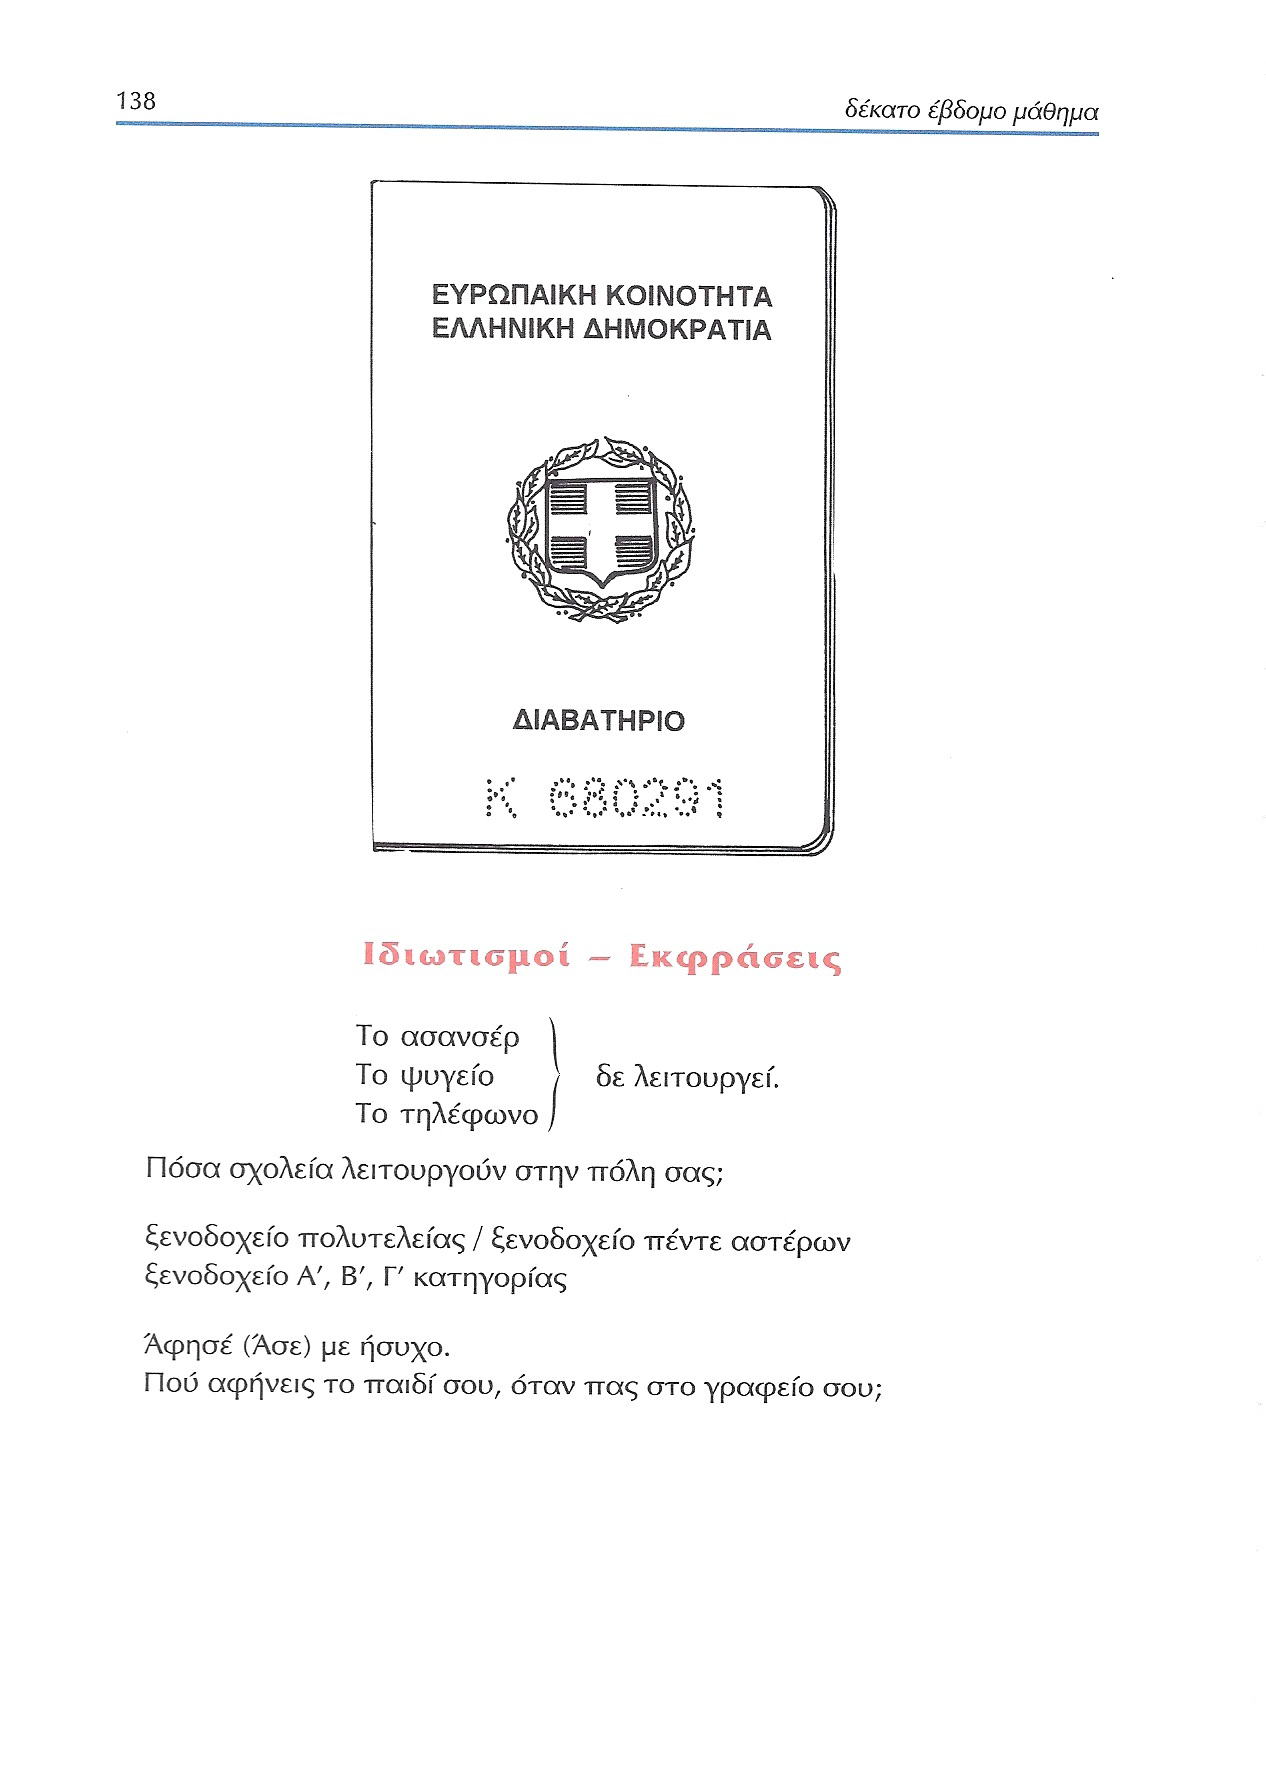 138
δέκατο έβδομο μάθημα
ΕΥΡΩΠΑΙΚΗ ΚΟΙΝΟΤΗΤΑ
ΕΛΛΗΝΙΚΗ ΔΗΜΟΚΡΑΤΙΑ
ΔΙΑΒΑΤΗΡΙΟ
Κ 680291
Ιδιωτισμοί – Εκφράσεις
Το ασανσέρ
Το ψυγείο
δε λειτουργεί.
Το τηλέφωνο
Πόσα σχολεία λειτουργούν στην πόλη σας;
ξενοδοχείο πολυτελείας / ξενοδοχείο πέντε αστέρων
ξενοδοχείο Α′, Β′, Γ′ κατηγορίας
Άφησέ (Άσε) με ήσυχο.
Πού αφήνεις το παιδί σου, όταν πας στο γραφείο σου;